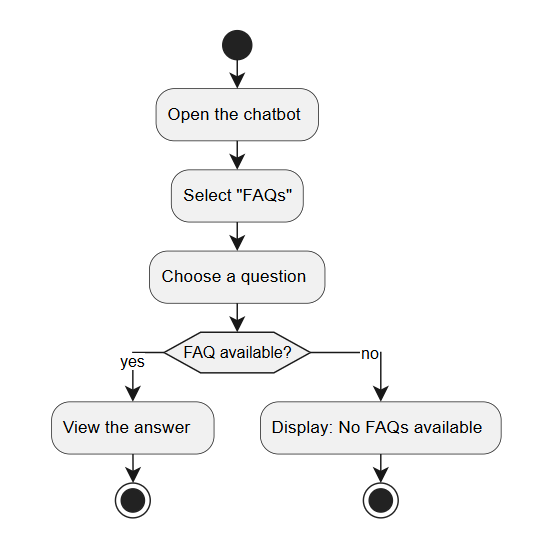 Open the chatbot
Select "FAQs"
Choose a question
FAQ available?
yes
no
View the answer
Display: No FAQs available